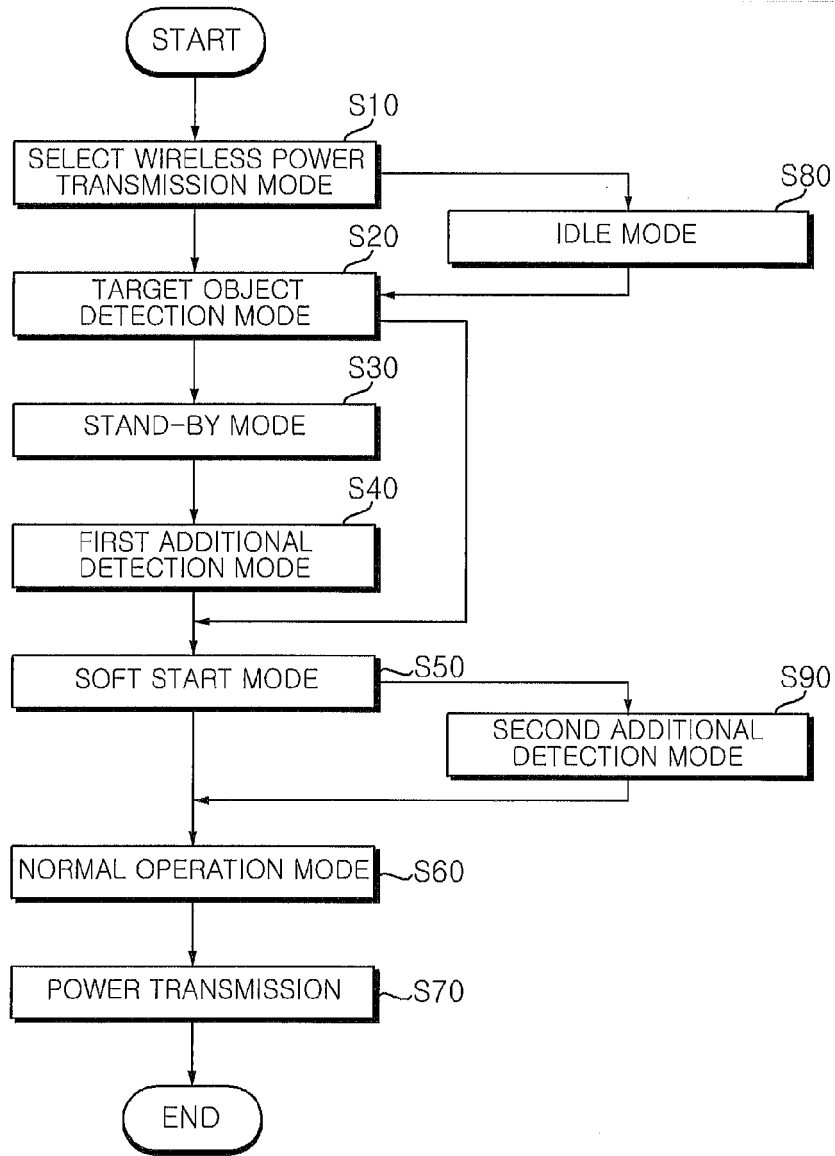 START
S10
SELECT WIRELESS POWER
TRANSMISSION MODE
S80
IDLE MODE
S20
TARGET OBJECT
DETECTION MODE
S30
STAND-BY MODE
S40
FIRST ADDITIONAL
DETECTION MODE
SOFT START MODE
S50
S90
SECOND ADDITIONAL
DETECTION MODE
NORMAL OPERATION MODE
S60
POWER TRANSMISSION
S70
END